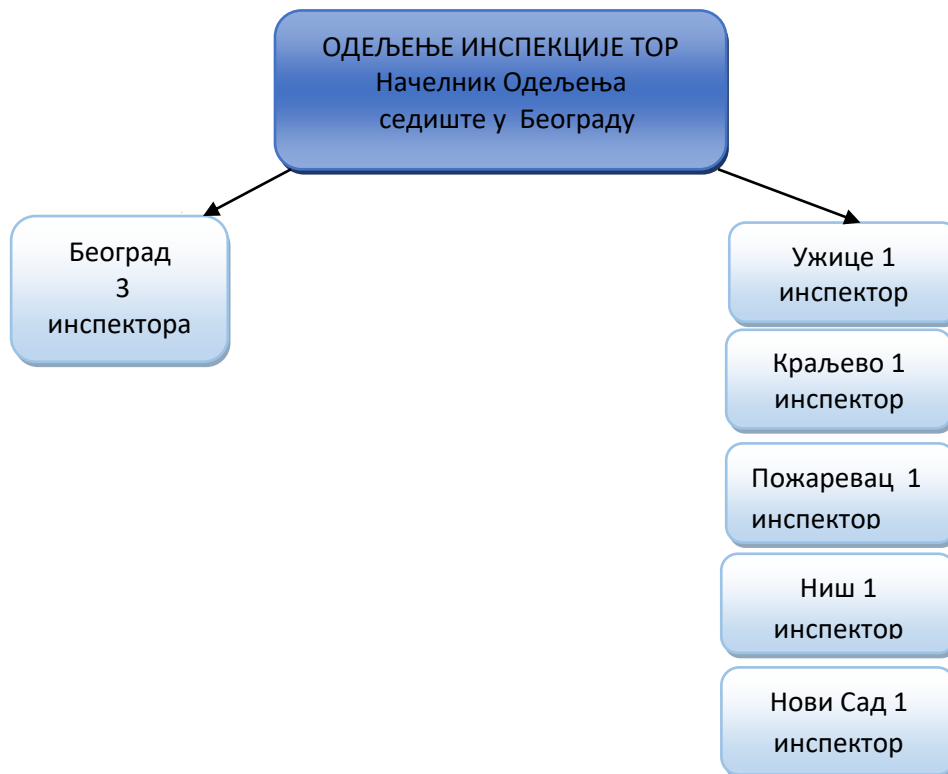 ОДЕЉЕЊЕ ИНСПЕКЦИЈЕ ТОР
Начелник Одељења
седиште у Београду
Београд
3
инспектора
Ужице 1
инспектор
Краљево 1
инспектор
Пожаревац 1
инспектор
Ниш 1
инспектор
Нови Сад 1
инспектор